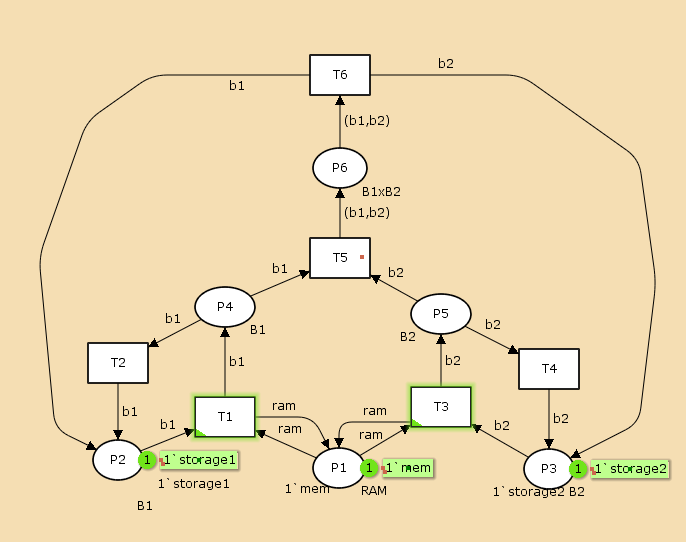 b2
T6
b1
(b1,b2)
P6
B1xB2
(b1,b2)
T5
b1
b2
P4
P5
b1
B1
B2
b2
T2
b1
b2
T4
ram
T3
b1
T1
ram
b2
b1
ram
ram
b2
P2
1
1`storage1
P1
1
1`mem
P3
1
1`storage2
1`storage1
1`mem
RAM
1`storage2
B2
B1